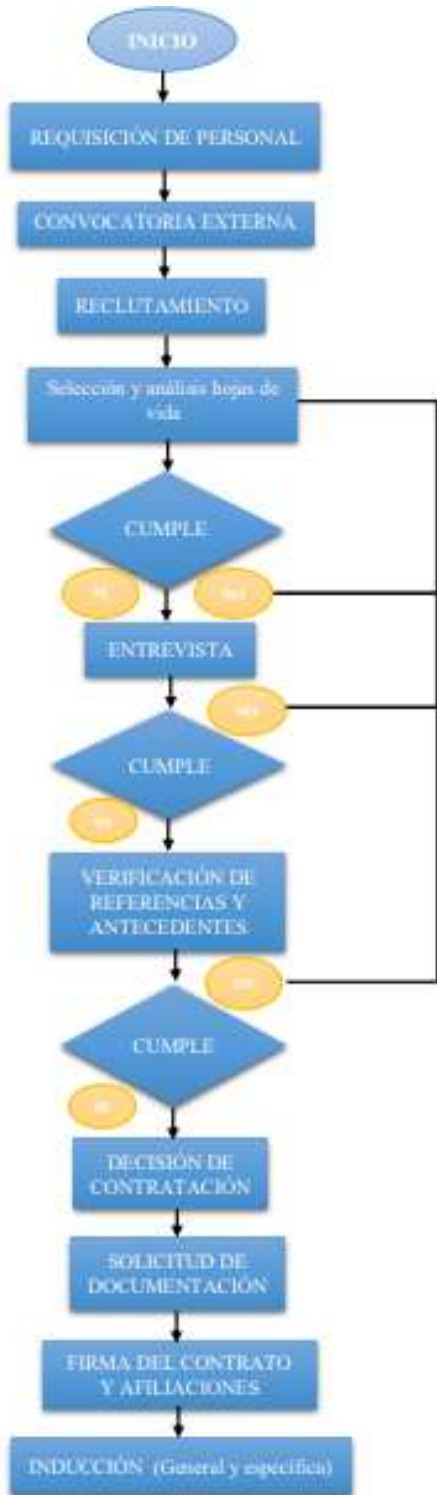 INICIO
REQUISICIÓN DE PERSONAL
CONVOCATORIA EXTERNA
RECLUTAMIENTO
Selección y análisis hojas de
vida
CUMPLE
ENTREVISTA
CUMPLE
VERIFICACIÓN DE
REFERENCIAS Y
ANTECEDENTES
CUMPLE
DECISIÓN DE
CONTRATACIÓN
SOLICITUD DE
DOCUMENTACIÓN
FIRMA DEL CONTRATO
Y AFILIACIONES
INDUCCIÓN (General y específica)